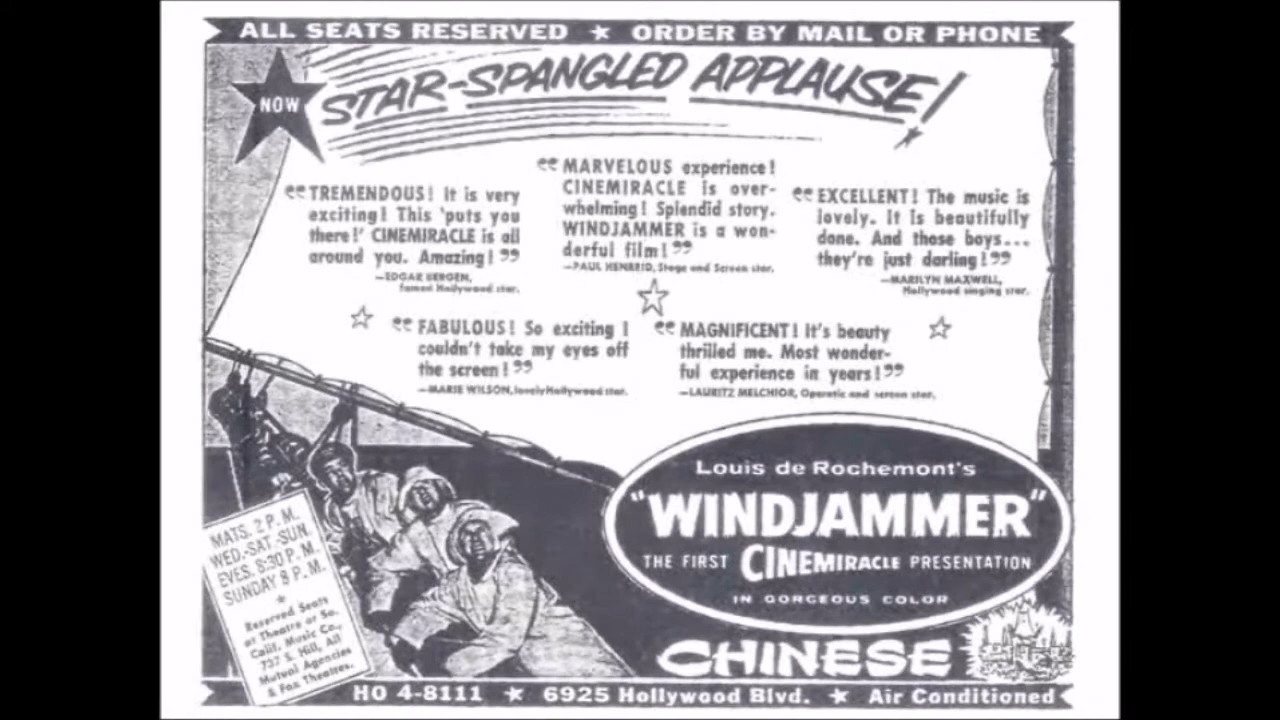 ALL SEATS RESERVED ★ ORDER BY MAIL OR PHONE
NOW
STAR-SPANGLED APPLAUSE!
“TREMENDOUS! It is very
exciting! This 'puts you
there!' CINEMIRACLE is all
around you. Amazing!”
—EDGAR BERGEN,
famed Hollywood star.
“MARVELOUS experience!
CINEMIRACLE is over-
whelming! Splendid story.
WINDJAMMER is a won-
derful film!”
—PAUL HENREID, Stage and Screen star.
“EXCELLENT! The music is
lovely. It is beautifully
done. And those boys...
they're just darling!”
—MARILYN MAXWELL,
Hollywood singing star.
“FABULOUS! So exciting I
couldn't take my eyes off
the screen!”
—MARIE WILSON, lovely Hollywood star.
“MAGNIFICENT! It's beauty
thrilled me. Most wonder-
ful experience in years!”
—LAURITZ MELCHIOR, Operatic and screen star.
Louis de Rochemont's
"WINDJAMMER"
THE FIRST CINEMIRACLE PRESENTATION
IN GORGEOUS COLOR
CHINESE
MATS. 2 P.M.
WED.-SAT.-SUN.
EVES. 8:30 P.M.
SUNDAY 8 P.M.
★
Reserved Seats
at Theatre or So.
Calif. Music Co.,
737 S. Hill, All
Mutual Agencies
& Fox Theatres.
HO 4-8111 ★ 6925 Hollywood Blvd. ★ Air Conditioned